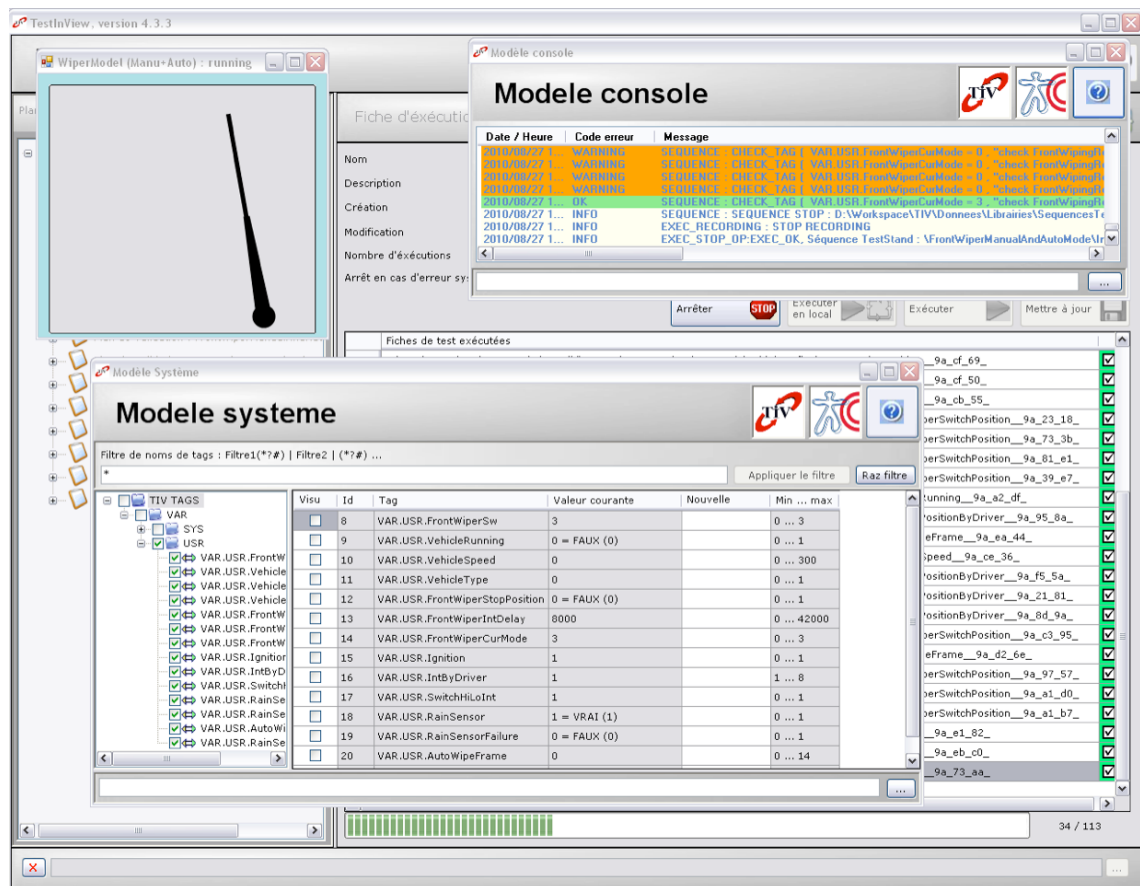 TestInView, version 4.3.3
WiperModel (Manu+Auto) : running
Modèle console
Modele console
TIV
Date / Heure Code erreur Message
2010/08/27 1... WARNING SEQUENCE : CHECK_TAG [ VAR.USR.FrontWiperCurMode = 0 , "check FrontWipingRe
2010/08/27 1... WARNING SEQUENCE : CHECK_TAG [ VAR.USR.FrontWiperCurMode = 0 , "check FrontWipingRe
2010/08/27 1... WARNING SEQUENCE : CHECK_TAG [ VAR.USR.FrontWiperCurMode = 0 , "check FrontWipingRe
2010/08/27 1... WARNING SEQUENCE : CHECK_TAG [ VAR.USR.FrontWiperCurMode = 0 , "check FrontWipingRe
2010/08/27 1... OK SEQUENCE : CHECK_TAG [ VAR.USR.FrontWiperCurMode = 3 , "check FrontWipingRe
2010/08/27 1... INFO SEQUENCE : SEQUENCE STOP : D:\Workspace\TIV\Donnees\Librairies\SequencesTe
2010/08/27 1... INFO EXEC_RECORDING : STOP RECORDING
2010/08/27 1... INFO EXEC_STOP_OP:EXEC_OK, Séquence TestStand : \FrontWiperManualAndAutoMode\In
...
Plan
Fiche d'éxécutio
Nom
Description
Création
Modification
Nombre d'éxécutions
Arrêt en cas d'erreur sys
Arrêter STOP
Exécuter en local
Exécuter
Mettre à jour
Fiches de test exécutées
_9a_cf_69_
_9a_cf_50_
_9a_cb_55_
perSwitchPosition__9a_23_18_
perSwitchPosition__9a_73_3b_
perSwitchPosition__9a_81_e1_
perSwitchPosition__9a_39_e7_
tunning__9a_a2_df_
PositionByDriver__9a_95_8a_
eFrame__9a_ea_44_
Speed__9a_ce_36_
PositionByDriver__9a_f5_5a_
PositionByDriver__9a_21_81_
PositionByDriver__9a_8d_9a_
perSwitchPosition__9a_c3_95_
eFrame__9a_d2_6e_
perSwitchPosition__9a_97_57_
perSwitchPosition__9a_a1_d0_
perSwitchPosition__9a_a1_b7_
_9a_e1_82_
_9a_eb_c0_
_9a_73_aa_
Modèle Système
Modele systeme
TIV
Filtre de noms de tags : Filtre1(*?#) | Filtre2 | (*?#) ...
*
Appliquer le filtre
Raz filtre
TIV TAGS
VAR
SYS
USR
VAR.USR.FrontW
VAR.USR.Vehicle
VAR.USR.Vehicle
VAR.USR.Vehicle
VAR.USR.FrontW
VAR.USR.FrontW
VAR.USR.FrontW
VAR.USR.Ignition
VAR.USR.IntByD
VAR.USR.SwitchH
VAR.USR.RainSe
VAR.USR.RainSe
VAR.USR.AutoWi
VAR.USR.RainSe
Visu Id Tag Valeur courante Nouvelle Min ... max
8 VAR.USR.FrontWiperSw 3 0 ... 3
9 VAR.USR.VehicleRunning 0 = FAUX (0) 0 ... 1
10 VAR.USR.VehicleSpeed 0 0 ... 300
11 VAR.USR.VehicleType 0 0 ... 1
12 VAR.USR.FrontWiperStopPosition 0 = FAUX (0) 0 ... 1
13 VAR.USR.FrontWiperIntDelay 8000 0 ... 42000
14 VAR.USR.FrontWiperCurMode 3 0 ... 3
15 VAR.USR.Ignition 1 0 ... 1
16 VAR.USR.IntByDriver 1 1 ... 8
17 VAR.USR.SwitchHiLoInt 1 0 ... 1
18 VAR.USR.RainSensor 1 = VRAI (1) 0 ... 1
19 VAR.USR.RainSensorFailure 0 = FAUX (0) 0 ... 1
20 VAR.USR.AutoWipeFrame 0 0 ... 14
...
34 / 113
...